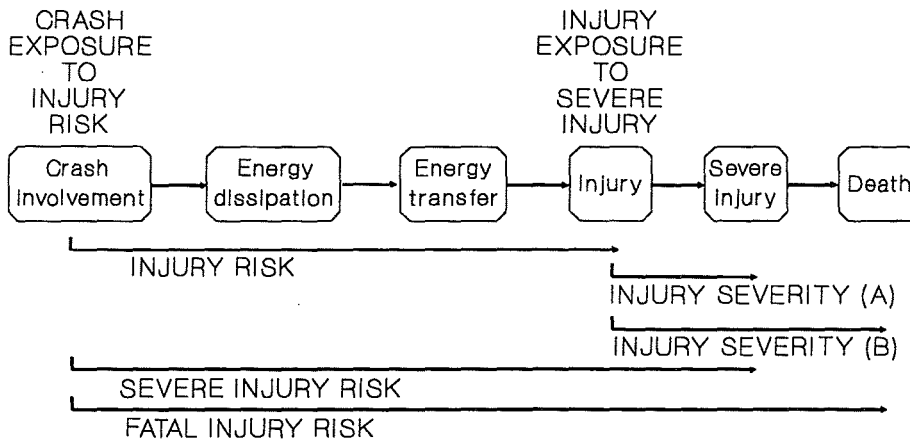 CRASH
EXPOSURE
TO
INJURY
RISK
INJURY
EXPOSURE
TO
SEVERE
INJURY
Crash
involvement
Energy
dissipation
Energy
transfer
Injury
Severe
injury
Death
INJURY RISK
INJURY SEVERITY (A)
INJURY SEVERITY (B)
SEVERE INJURY RISK
FATAL INJURY RISK